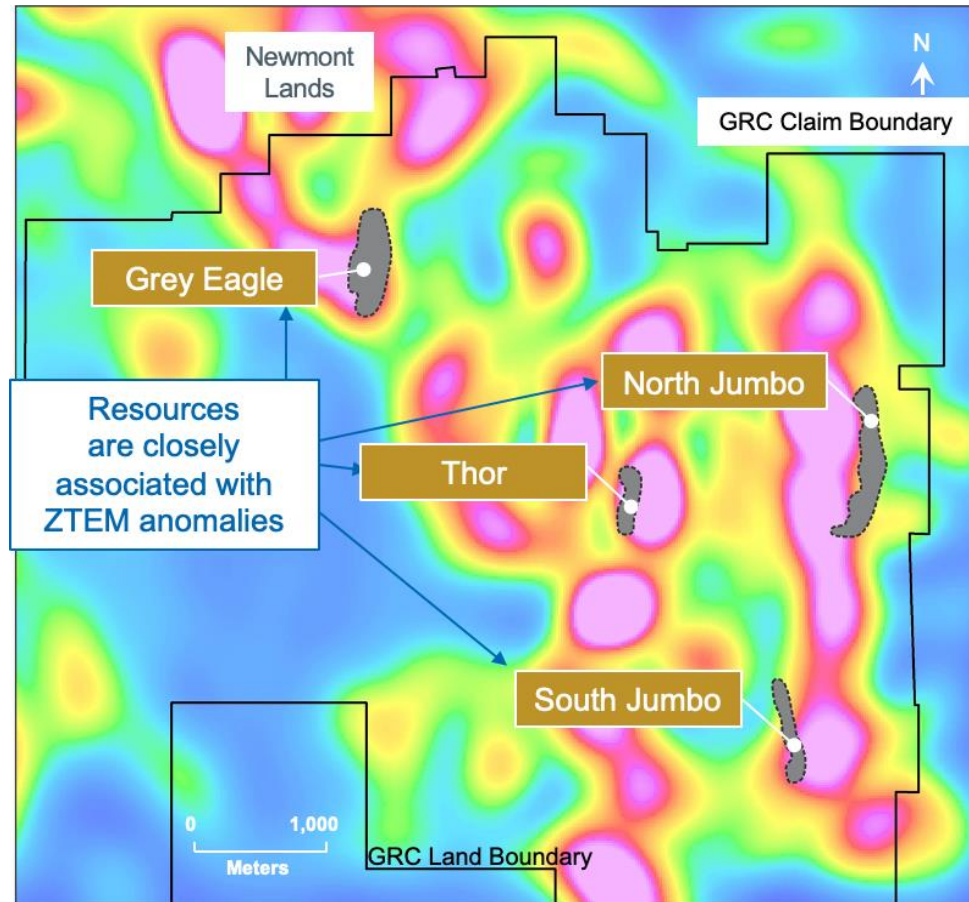 Newmont
Lands
N
GRC Claim Boundary
Grey Eagle
North Jumbo
Resources
are closely
associated with
ZTEM anomalies
Thor
South Jumbo
0 1,000
Meters
GRC Land Boundary